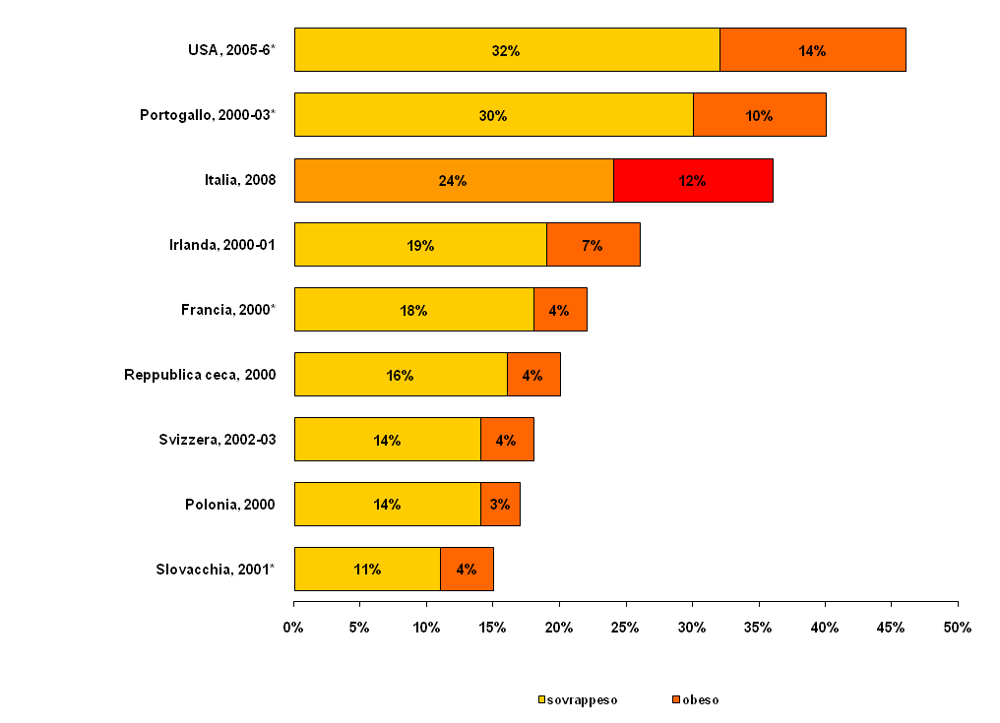 USA, 2005-6* 32% 14%
Portogallo, 2000-03* 30% 10%
Italia, 2008 24% 12%
Irlanda, 2000-01 19% 7%
Francia, 2000* 18% 4%
Reppublica ceca, 2000 16% 4%
Svizzera, 2002-03 14% 4%
Polonia, 2000 14% 3%
Slovacchia, 2001* 11% 4%
0% 5% 10% 15% 20% 25% 30% 35% 40% 45% 50%
sovrappeso obeso